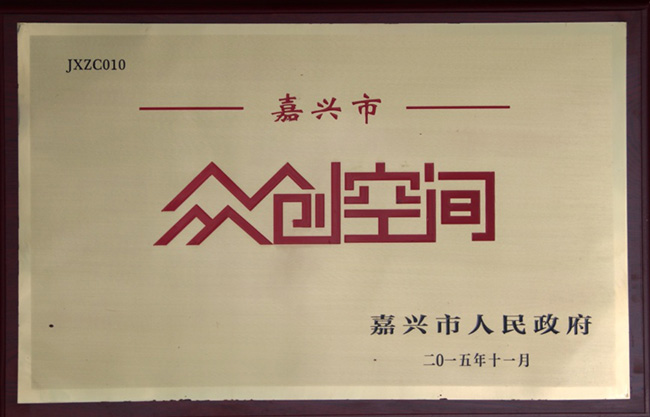 JXZC010
嘉兴市
众创空间
嘉兴市人民政府
二〇一五年十一月